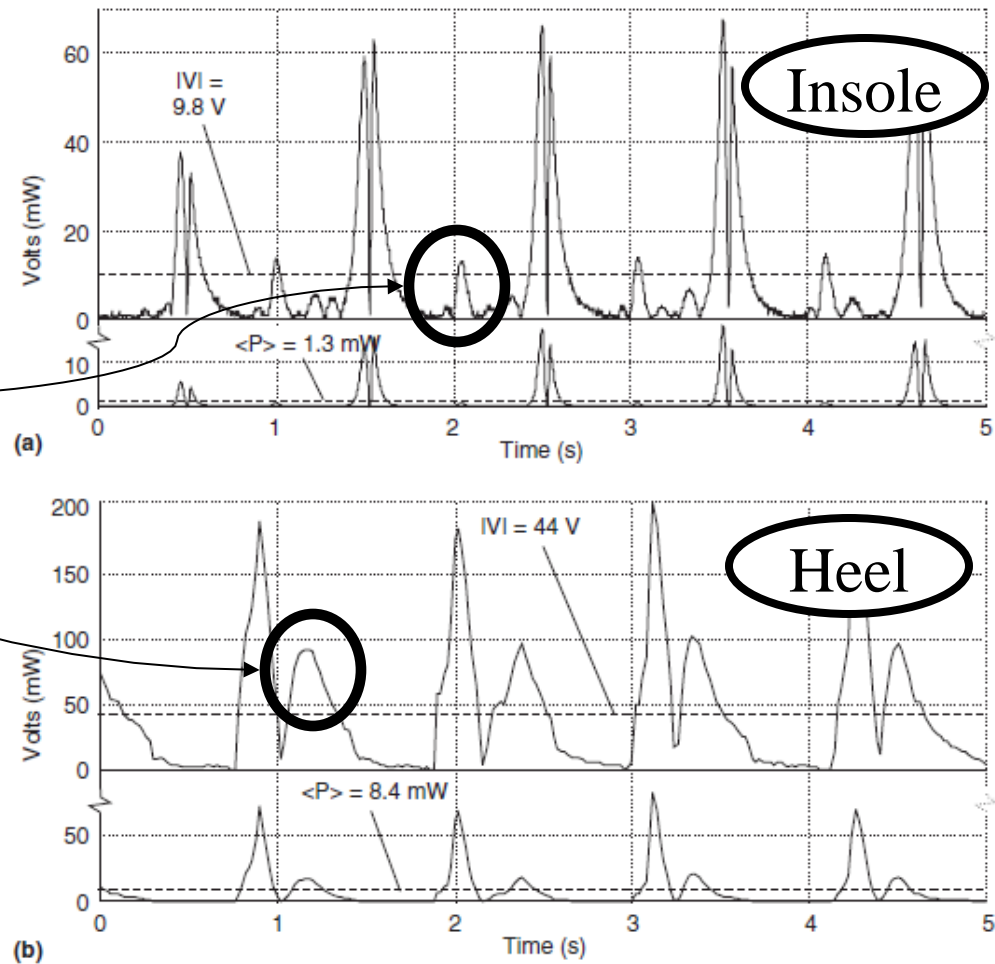 60
40
20
0
10
0
Volts (mW)
|V| =
9.8 V
Insole
<P> = 1.3 mW
0 1 2 3 4 5
Time (s)
(a)
200
150
100
50
0
50
0
Volts (mW)
|V| = 44 V
Heel
<P> = 8.4 mW
0 1 2 3 4 5
Time (s)
(b)